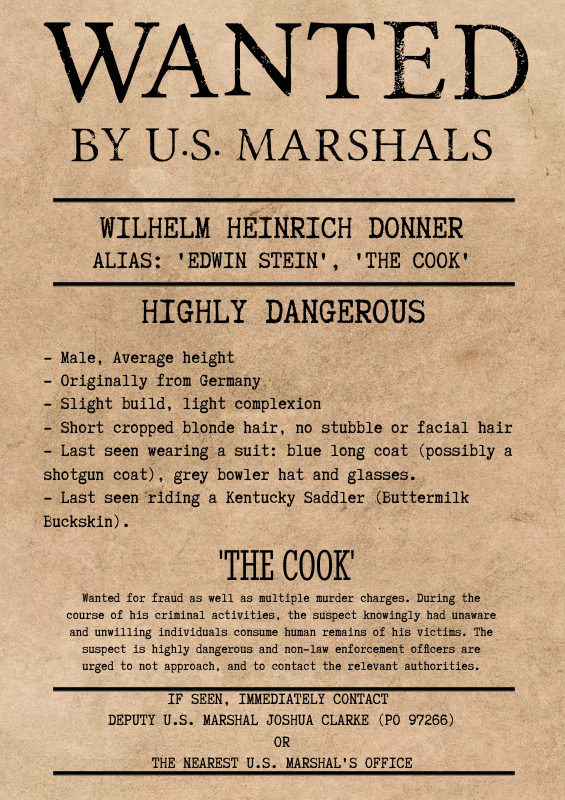 WANTED
BY U.S. MARSHALS
WILHELM HEINRICH DONNER
ALIAS: 'EDWIN STEIN', 'THE COOK'
HIGHLY DANGEROUS
- Male, Average height
- Originally from Germany
- Slight build, light complexion
- Short cropped blonde hair, no stubble or facial hair
- Last seen wearing a suit: blue long coat (possibly a
shotgun coat), grey bowler hat and glasses.
- Last seen riding a Kentucky Saddler (Buttermilk
Buckskin).
'THE COOK'
Wanted for fraud as well as multiple murder charges. During the
course of his criminal activities, the suspect knowingly had unaware
and unwilling individuals consume human remains of his victims. The
suspect is highly dangerous and non-law enforcement officers are
urged to not approach, and to contact the relevant authorities.
IF SEEN, IMMEDIATELY CONTACT
DEPUTY U.S. MARSHAL JOSHUA CLARKE (PO 97266)
OR
THE NEAREST U.S. MARSHAL'S OFFICE